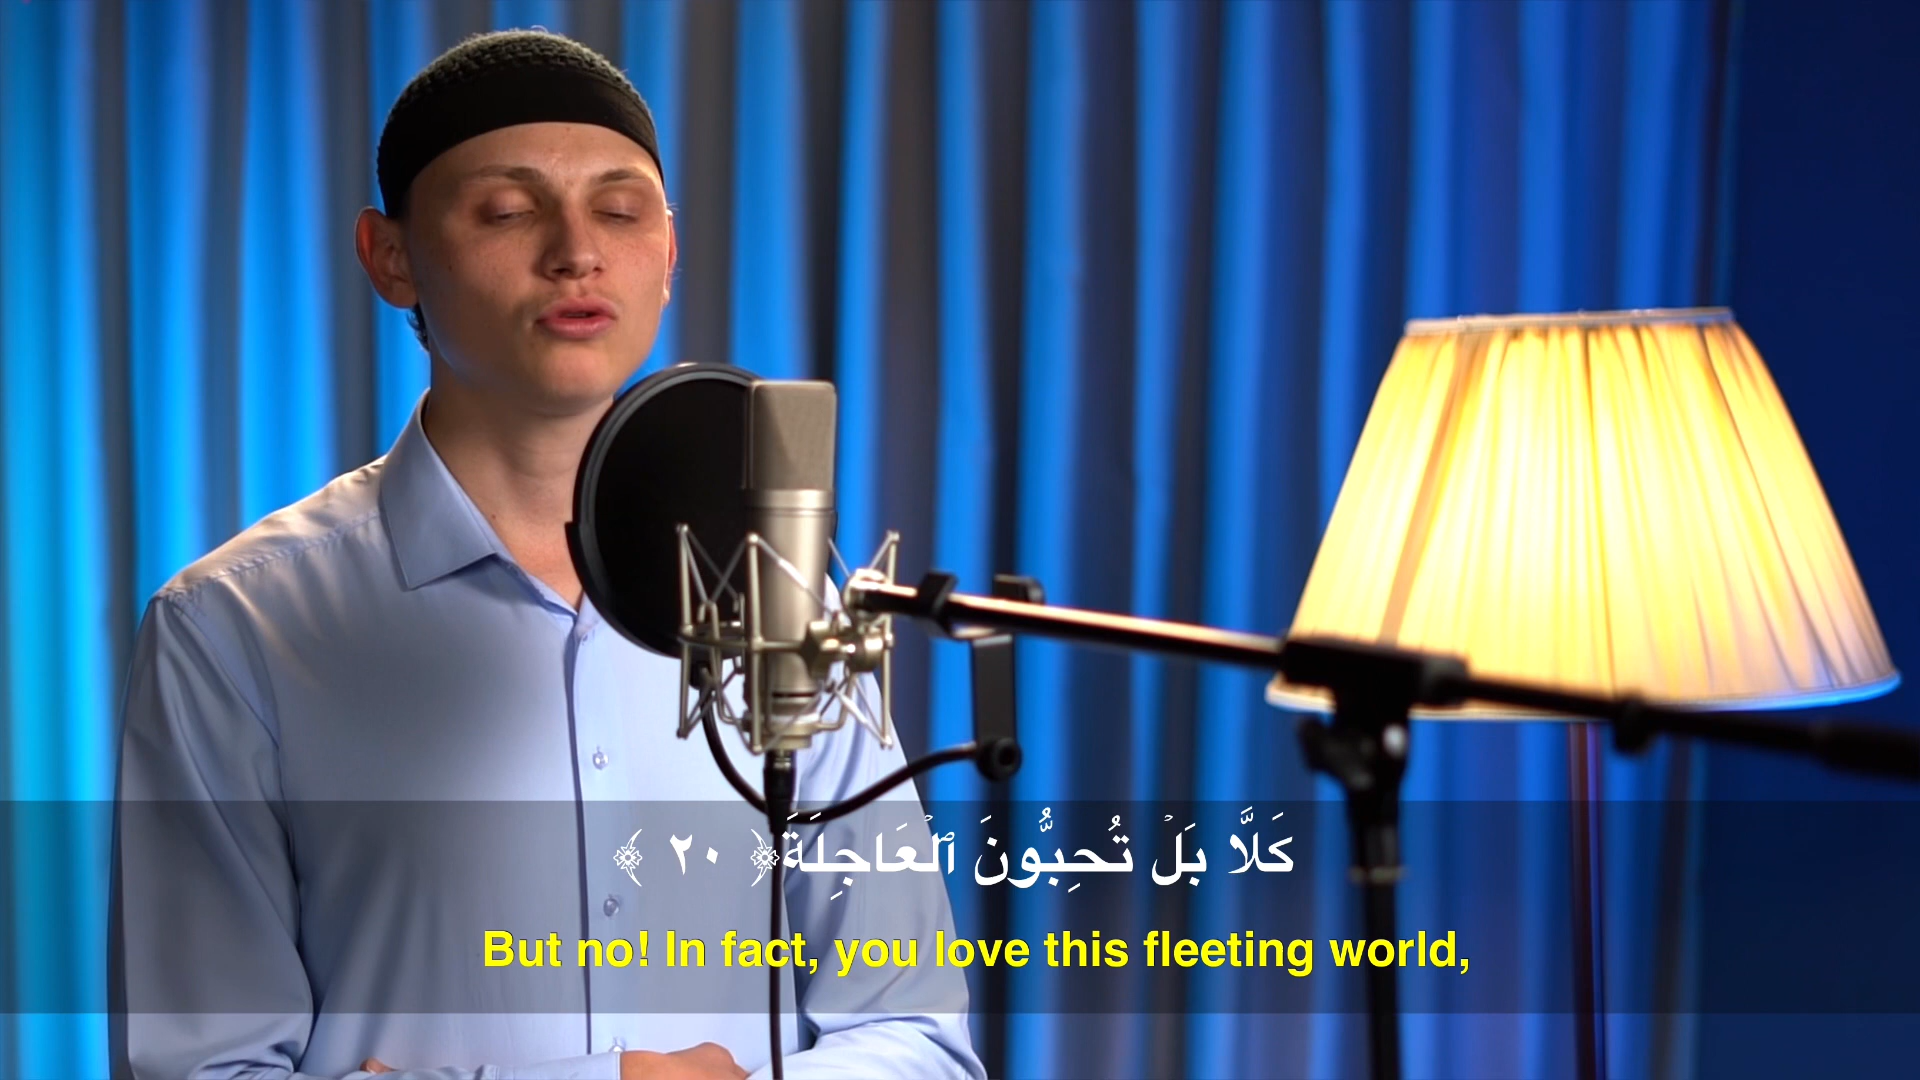 كَلَّا بَلْ تُحِبُّونَ ٱلْعَاجِلَةَ ﴿٢٠﴾
But no! In fact, you love this fleeting world,